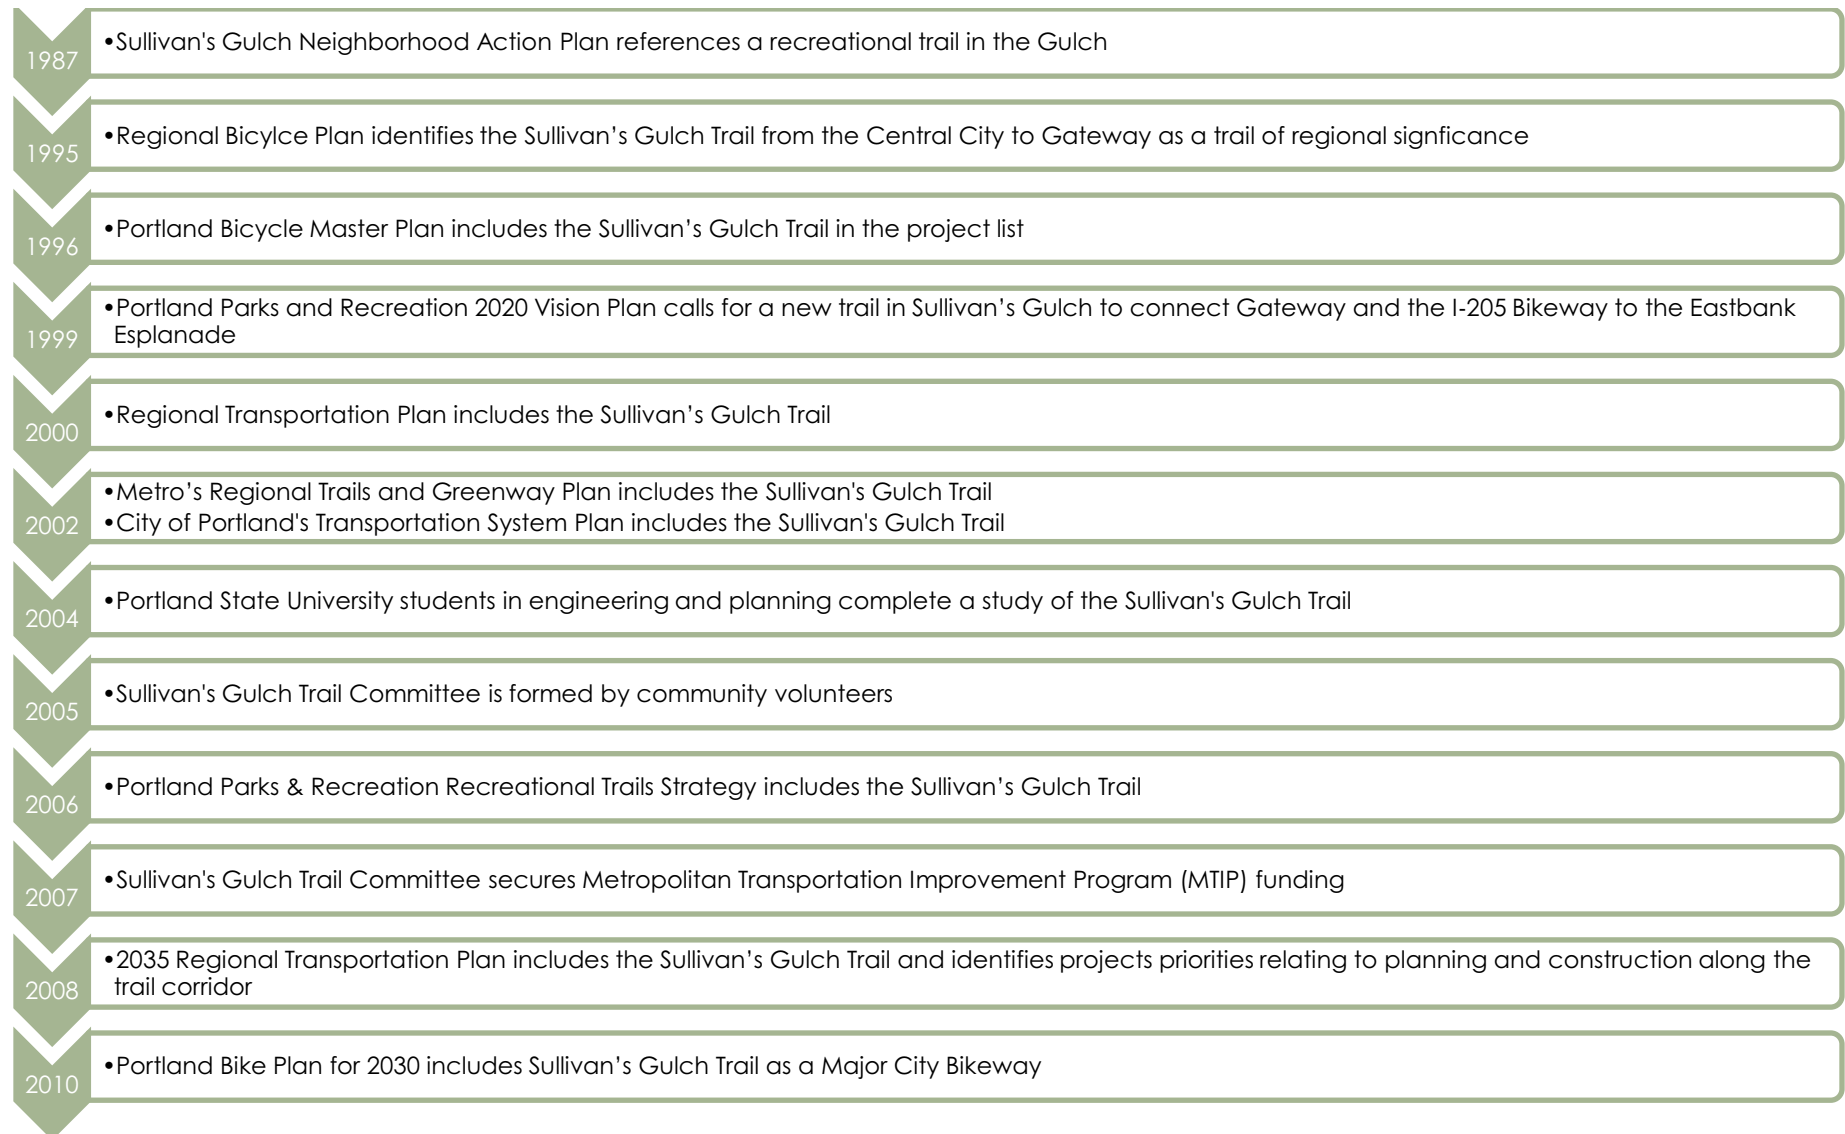 1987
•Sullivan's Gulch Neighborhood Action Plan references a recreational trail in the Gulch
1995
•Regional Bicylce Plan identifies the Sullivan’s Gulch Trail from the Central City to Gateway as a trail of regional signficance
1996
•Portland Bicycle Master Plan includes the Sullivan’s Gulch Trail in the project list
1999
•Portland Parks and Recreation 2020 Vision Plan calls for a new trail in Sullivan’s Gulch to connect Gateway and the I-205 Bikeway to the Eastbank
Esplanade
2000
•Regional Transportation Plan includes the Sullivan’s Gulch Trail
2002
•Metro’s Regional Trails and Greenway Plan includes the Sullivan's Gulch Trail
•City of Portland's Transportation System Plan includes the Sullivan's Gulch Trail
2004
•Portland State University students in engineering and planning complete a study of the Sullivan's Gulch Trail
2005
•Sullivan's Gulch Trail Committee is formed by community volunteers
2006
•Portland Parks & Recreation Recreational Trails Strategy includes the Sullivan’s Gulch Trail
2007
•Sullivan's Gulch Trail Committee secures Metropolitan Transportation Improvement Program (MTIP) funding
2008
•2035 Regional Transportation Plan includes the Sullivan’s Gulch Trail and identifies projects priorities relating to planning and construction along the
trail corridor
2010
•Portland Bike Plan for 2030 includes Sullivan’s Gulch Trail as a Major City Bikeway